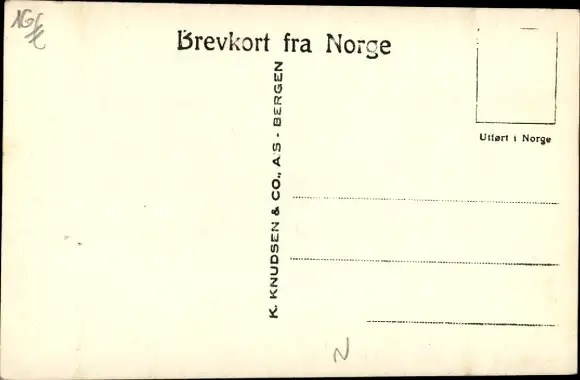 Brevkort fra Norge
K. KNUDSEN & CO., A/S - BERGEN
Utført i Norge
N